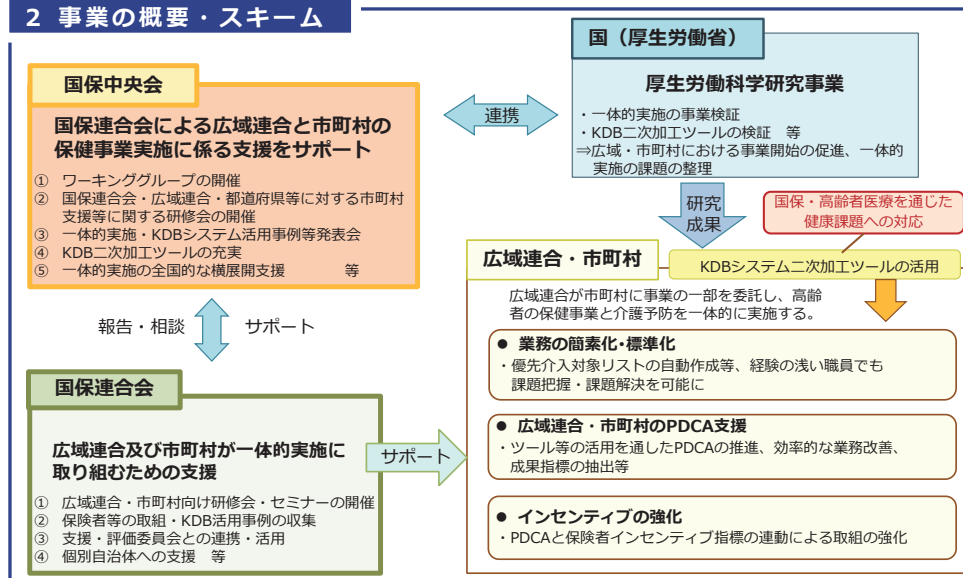 2 事業の概要・スキーム
国保中央会
国保連合会による広域連合と市町村の
保健事業実施に係る支援をサポート
① ワーキンググループの開催
② 国保連合会・広域連合・都道府県等に対する市町村
支援等に関する研修会の開催
③ 一体的実施・KDBシステム活用事例等発表会
④ KDB二次加工ツールの充実
⑤ 一体的実施の全国的な横展開支援 等
連携
国（厚生労働省）
厚生労働科学研究事業
・一体的実施の事業検証
・KDB二次加工ツールの検証 等
⇒広域・市町村における事業開始の促進、一体的
実施の課題の整理
研究
成果
国保・高齢者医療を通じた
健康課題への対応
報告・相談
サポート
国保連合会
広域連合及び市町村が一体的実施に
取り組むための支援
① 広域連合・市町村向け研修会・セミナーの開催
② 保険者等の取組・KDB活用事例の収集
③ 支援・評価委員会との連携・活用
④ 個別自治体への支援 等
サポート
広域連合・市町村
KDBシステム二次加工ツールの活用
広域連合が市町村に事業の一部を委託し、高齢
者の保健事業と介護予防を一体的に実施する。
● 業務の簡素化・標準化
・優先介入対象リストの自動作成等、経験の浅い職員でも
課題把握・課題解決を可能に
● 広域連合・市町村のPDCA支援
・ツール等の活用を通したPDCAの推進、効率的な業務改善、
成果指標の抽出等
● インセンティブの強化
・PDCAと保険者インセンティブ指標の連動による取組の強化